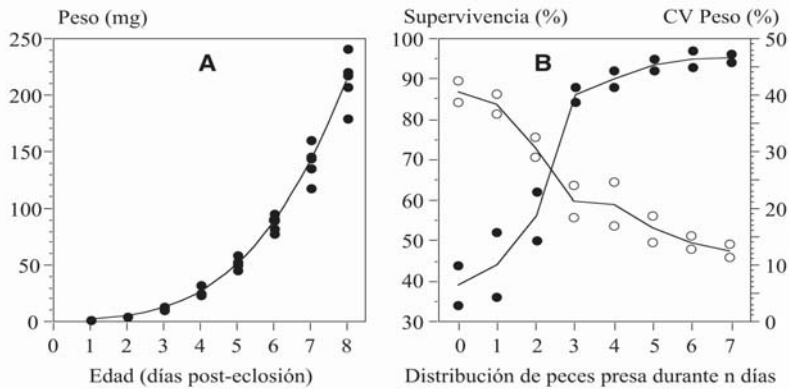 Peso (mg)
A
250
200
150
100
50
0
0 1 2 3 4 5 6 7 8
Edad (días post-eclosión)
Supervivencia (%) CV Peso (%)
B
100
90
80
70
60
50
40
30
50
40
30
20
10
0
0 1 2 3 4 5 6 7
Distribución de peces presa durante n días